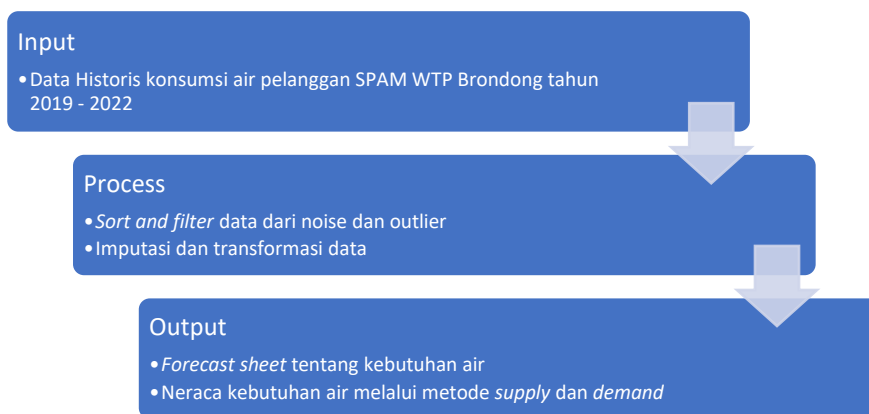 Input
•Data Historis konsumsi air pelanggan SPAM WTP Brondong tahun
2019 - 2022
Process
•Sort and filter data dari noise dan outlier
•Imputasi dan transformasi data
Output
•Forecast sheet tentang kebutuhan air
•Neraca kebutuhan air melalui metode supply dan demand